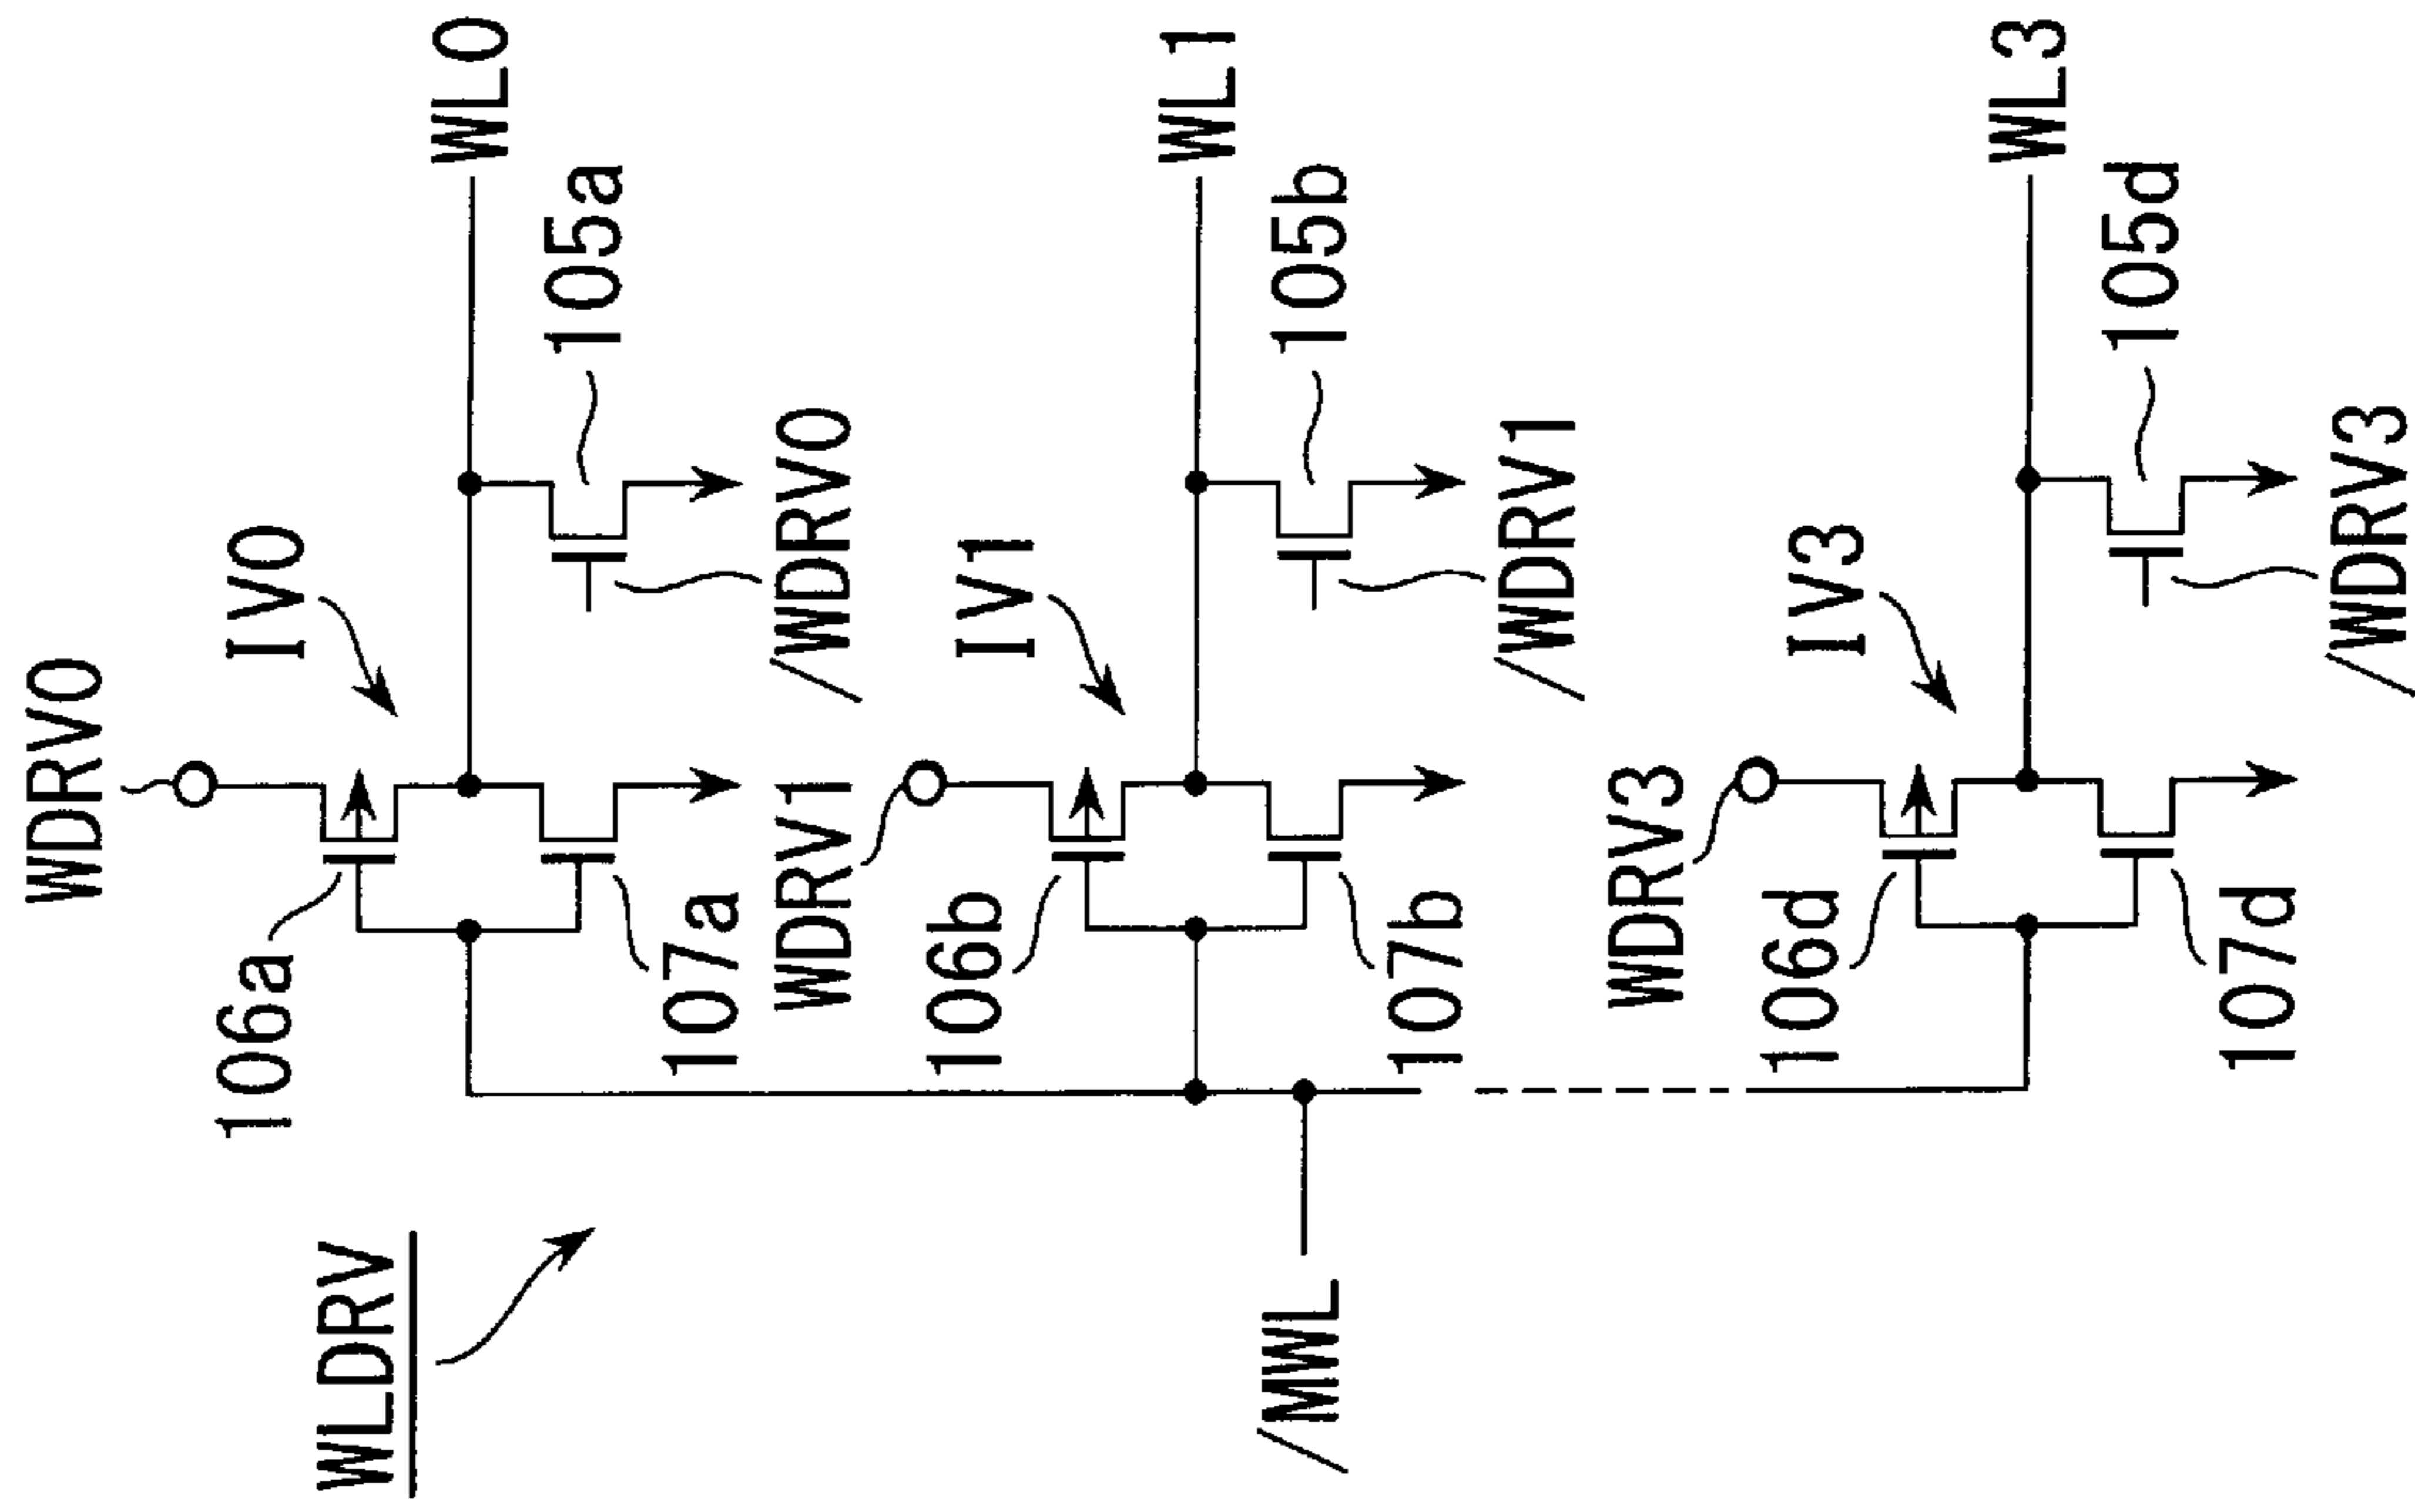 WLDRV
/MWL
WDRV0
IV0
106a
107a
105a
/WDRV0
WL0
WDRV1
IV1
106b
107b
105b
/WDRV1
WL1
WDRV3
IV3
106d
107d
105d
/WDRV3
WL3